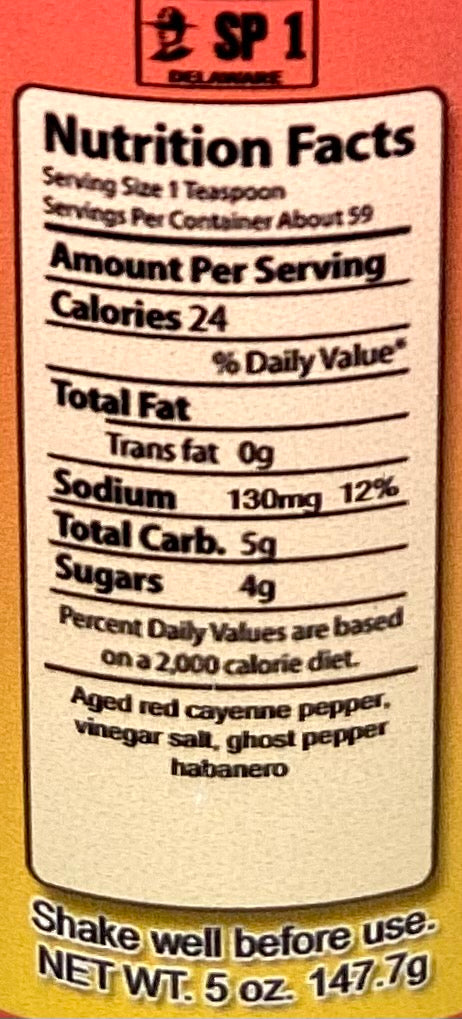 SP 1
DELAWARE
Nutrition Facts
Serving Size 1 Teaspoon
Servings Per Container About 59
Amount Per Serving
Calories 24
% Daily Value*
Total Fat
Trans fat 0g
Sodium 130mg 12%
Total Carb. 5g
Sugars 4g
Percent Daily Values are based
on a 2,000 calorie diet.
Aged red cayenne pepper,
vinegar salt, ghost pepper
habanero
Shake well before use.
NET WT. 5 oz. 147.7g